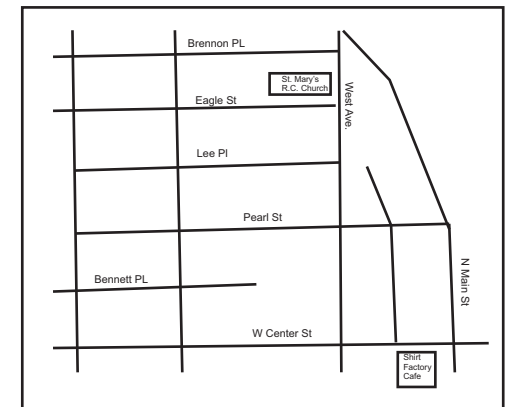 Brennon PL
St. Mary's
R.C. Church
West Ave.
Eagle St
Lee Pl
Pearl St
N Main St
Bennett PL
W Center St
Shirt
Factory
Cafe